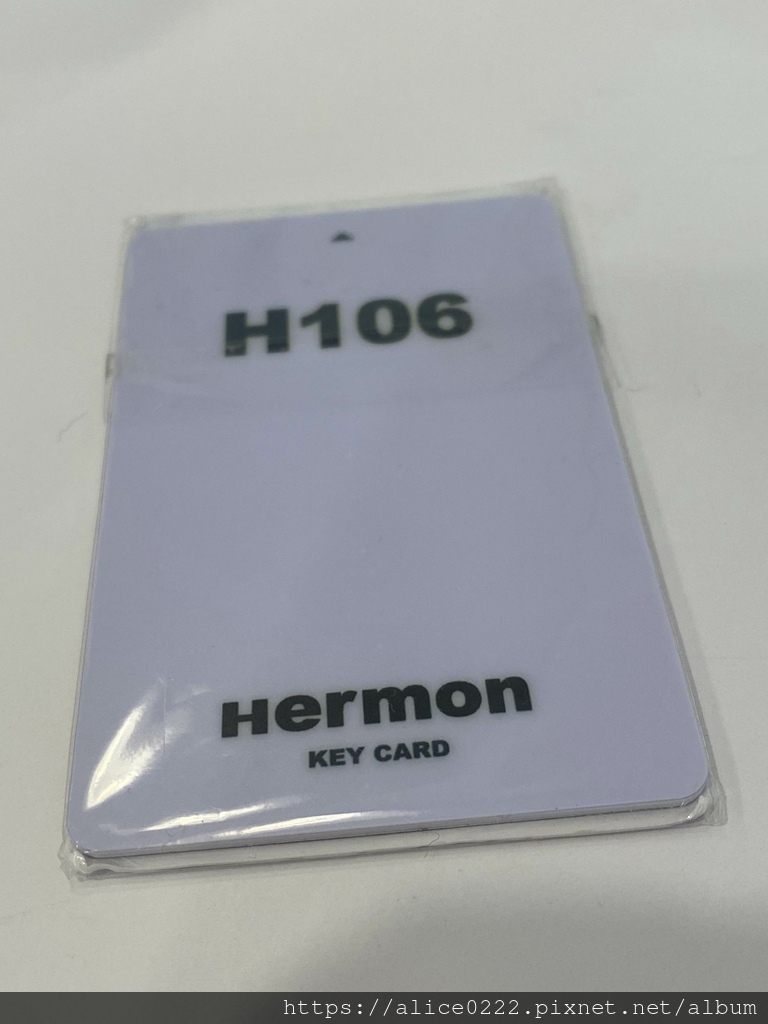 H106
Hermon
KEY CARD
https://alice0222.pixnet.net/album